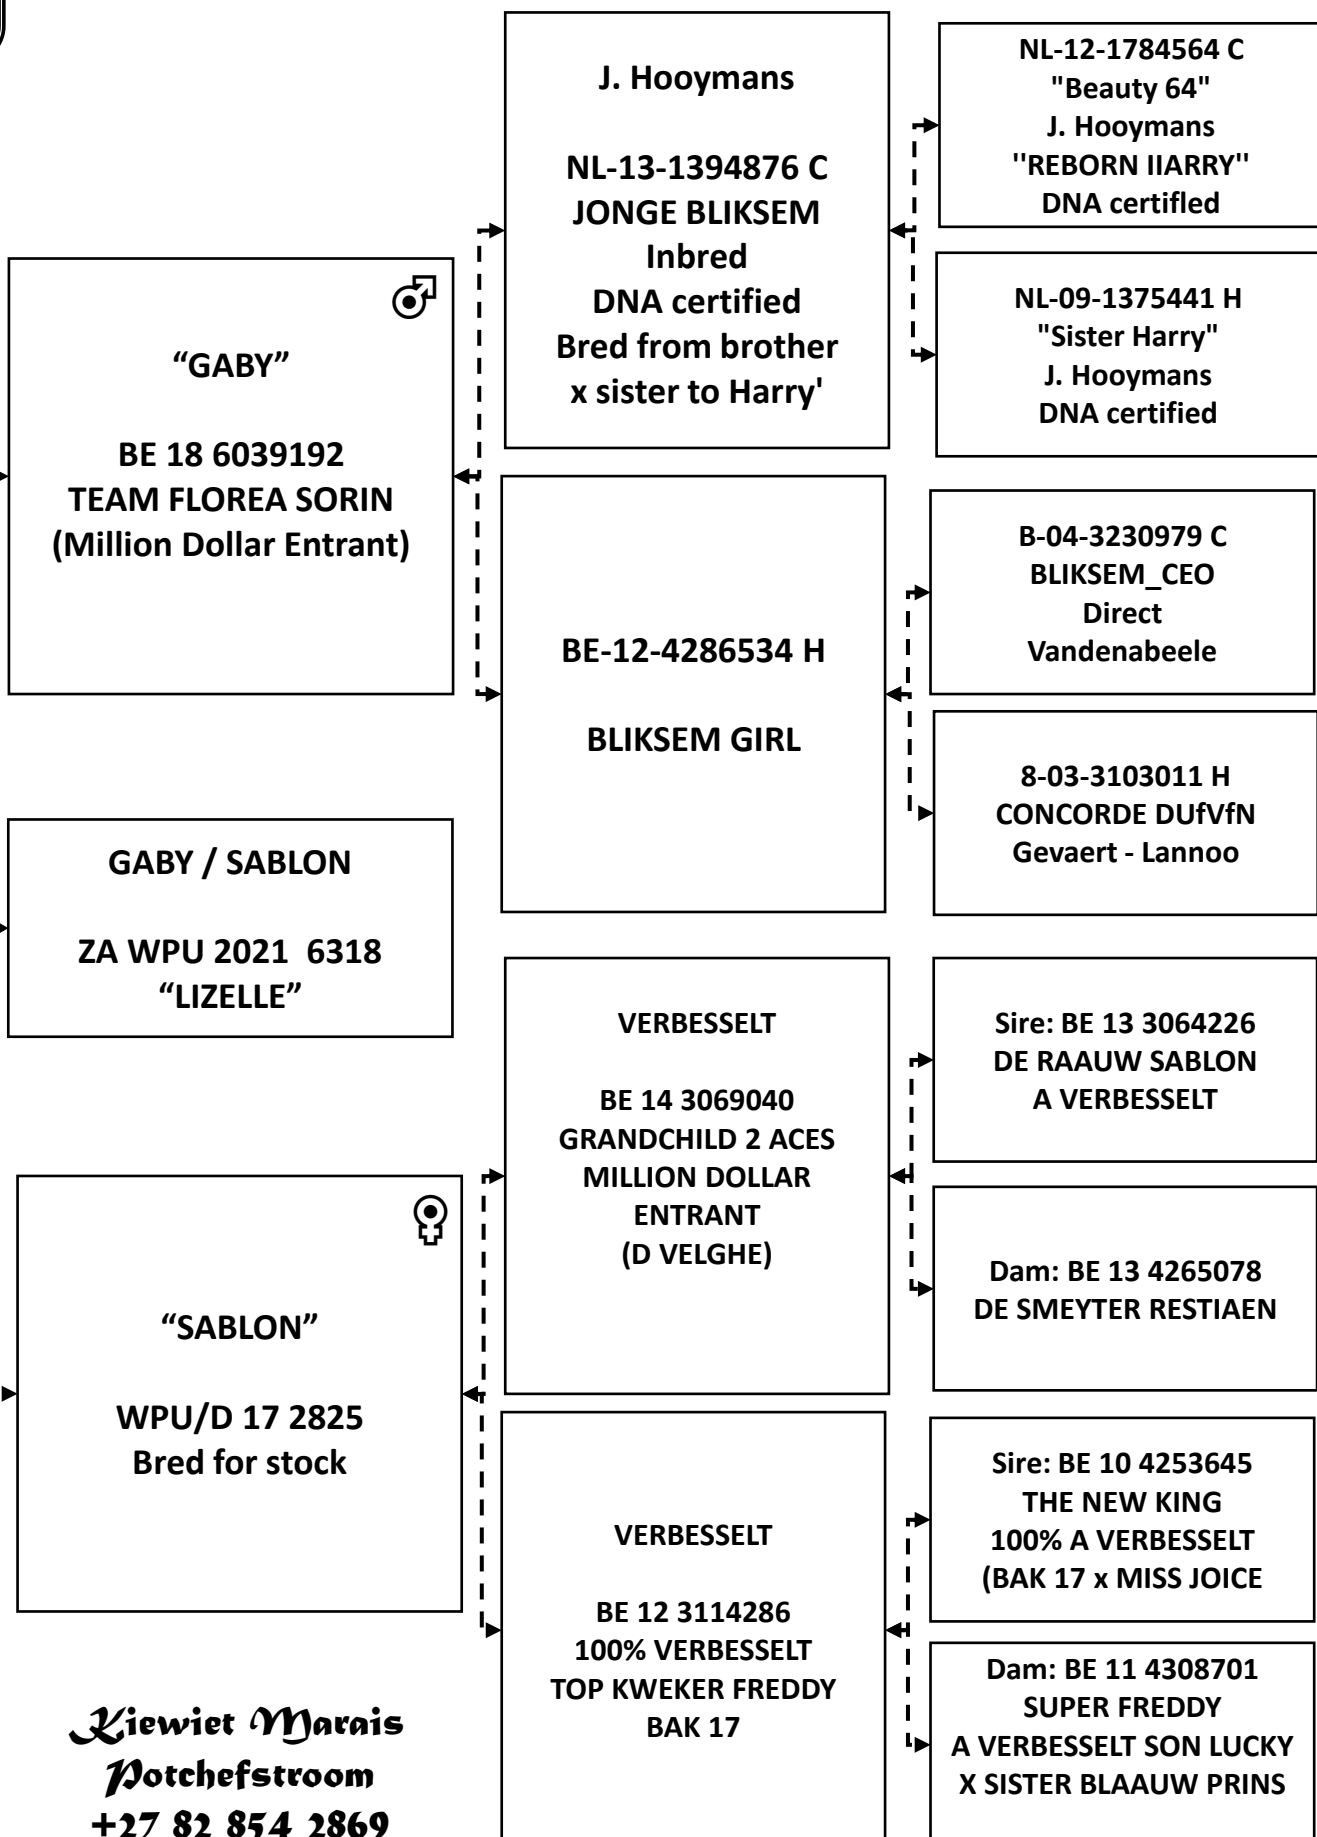 “GABY”
BE 18 6039192
TEAM FLOREA SORIN
(Million Dollar Entrant)
GABY / SABLON
ZA WPU 2021  6318
“LIZELLE”
“SABLON”
WPU/D 17 2825
Bred for stock
Kiewiet Marais
Potchefstroom
+27 82 854 2869
J. Hooymans
NL-13-1394876 C
JONGE BLIKSEM
Inbred
DNA certified
Bred from brother
x sister to Harry'
BE-12-4286534 H
BLIKSEM GIRL
VERBESSELT
BE 14 3069040
GRANDCHILD 2 ACES
MILLION DOLLAR
ENTRANT
(D VELGHE)
VERBESSELT
BE 12 3114286
100% VERBESSELT
TOP KWEKER FREDDY
BAK 17
NL-12-1784564 C
"Beauty 64"
J. Hooymans
''REBORN IIARRY''
DNA certifled
NL-09-1375441 H
"Sister Harry"
J. Hooymans
DNA certified
B-04-3230979 C
BLIKSEM_CEO
Direct
Vandenabeele
8-03-3103011 H
CONCORDE DUfVfN
Gevaert - Lannoo
Sire: BE 13 3064226
DE RAAUW SABLON
A VERBESSELT
Dam: BE 13 4265078
DE SMEYTER RESTIAEN
Sire: BE 10 4253645
THE NEW KING
100% A VERBESSELT
(BAK 17 x MISS JOICE
Dam: BE 11 4308701
SUPER FREDDY
A VERBESSELT SON LUCKY
X SISTER BLAAUW PRINS